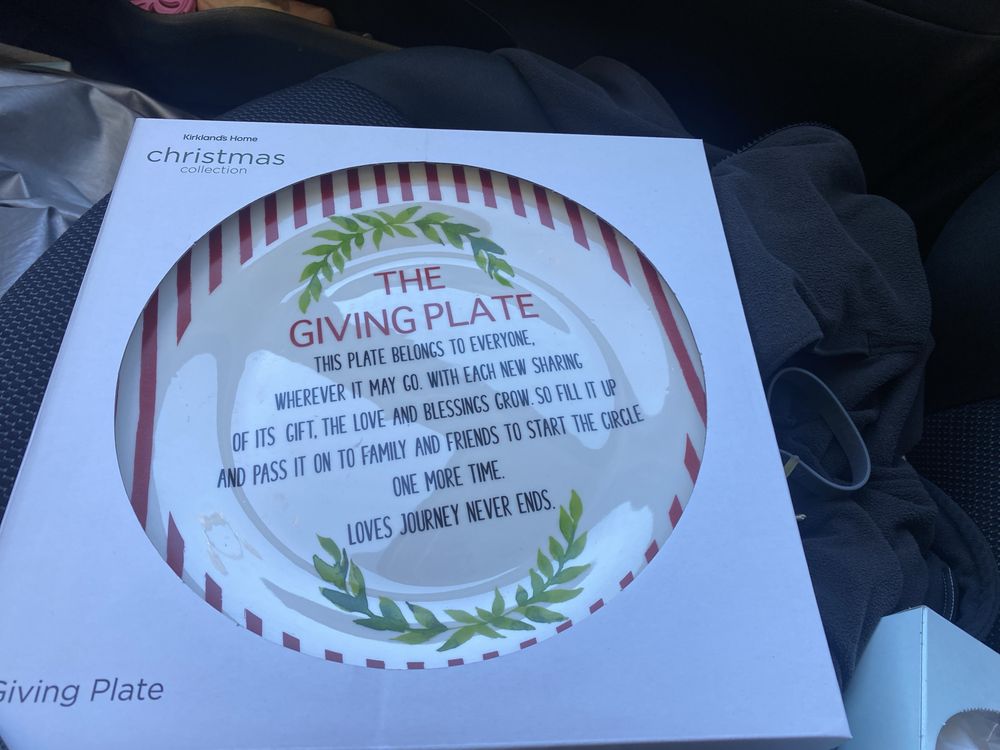 Kirkland's Home
christmas
collection
THE
GIVING PLATE
THIS PLATE BELONGS TO EVERYONE,
WHEREVER IT MAY GO. WITH EACH NEW SHARING
OF ITS GIFT, THE LOVE AND BLESSINGS GROW. SO FILL IT UP
AND PASS IT ON TO FAMILY AND FRIENDS TO START THE CIRCLE
ONE MORE TIME.
LOVES JOURNEY NEVER ENDS.
Giving Plate